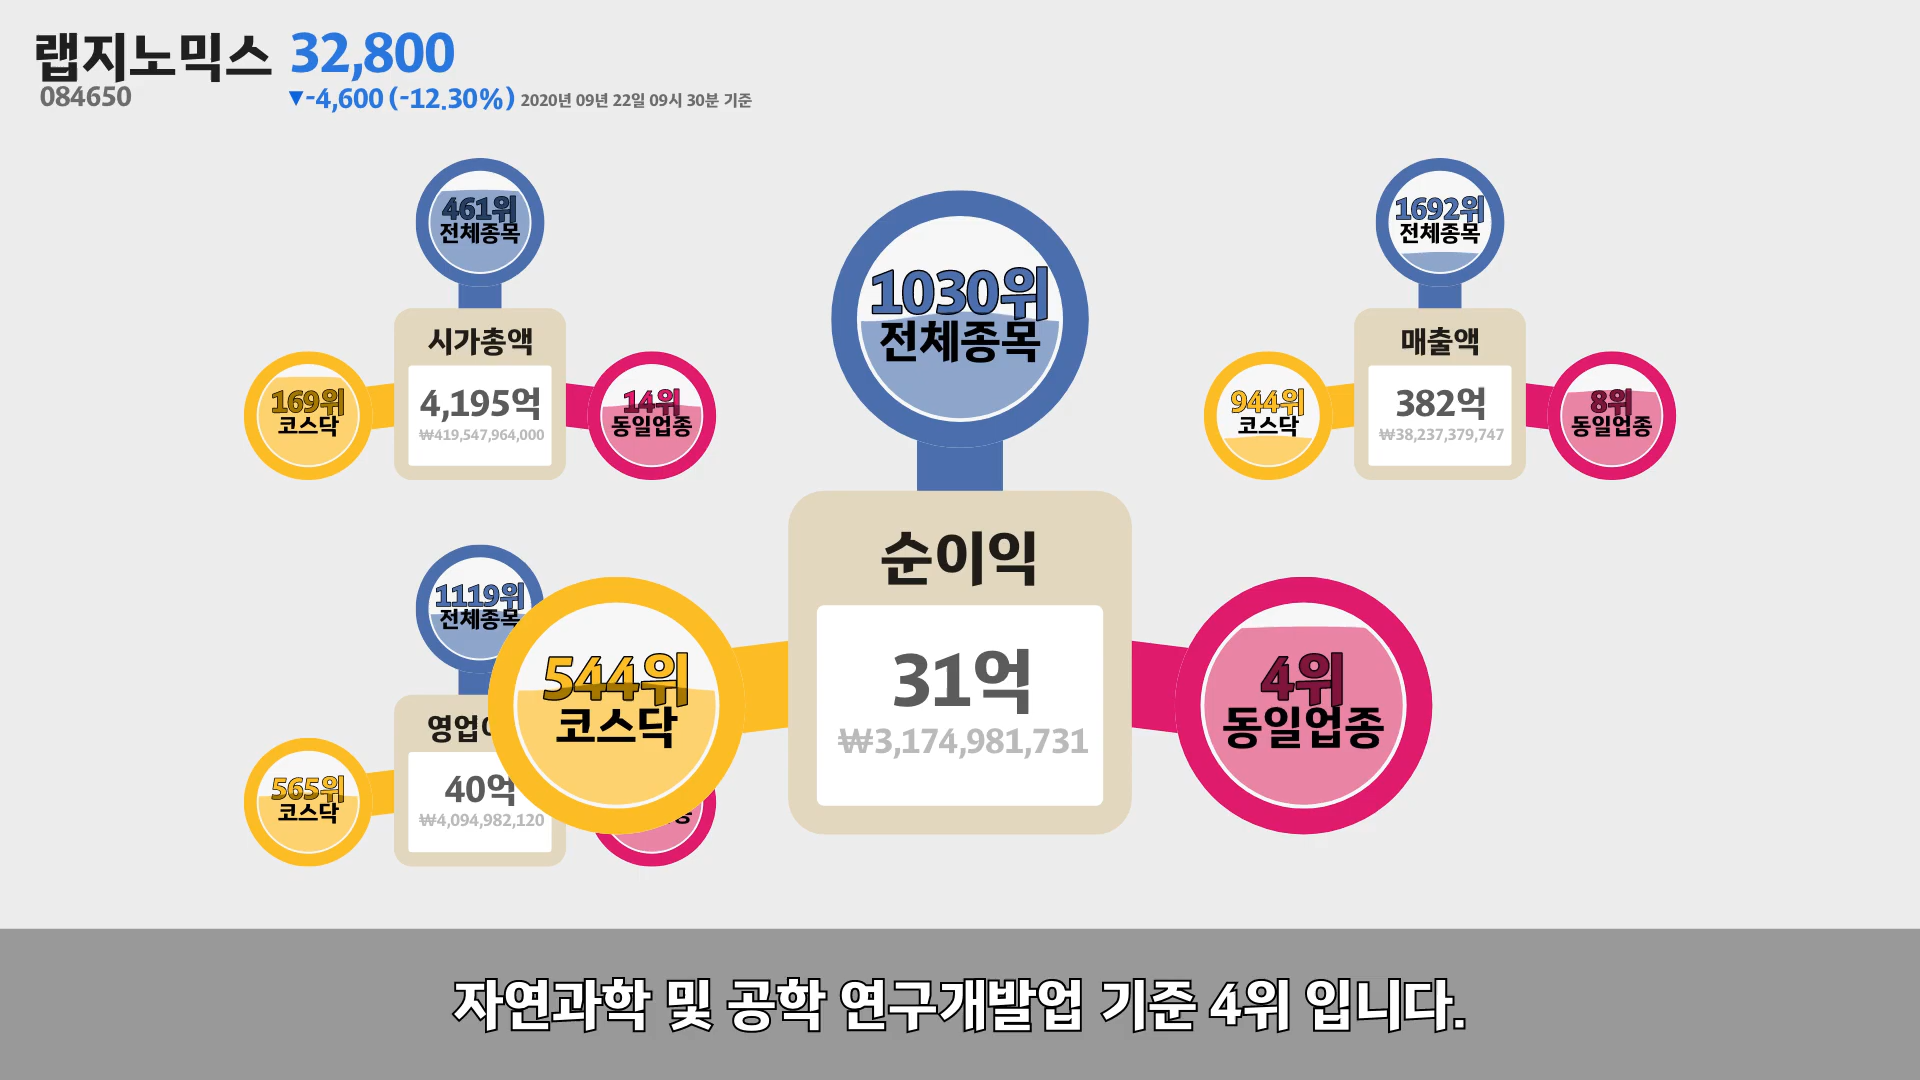 랩지노믹스
084650
32,800
▼-4,600 (-12.30%)
2020년 09년 22일 09시 30분 기준
461위
전체종목
시가총액
169위
코스닥
4,195억
₩419,547,964,000
14위
동일업종
1030위
전체종목
순이익
544위
코스닥
31억
₩3,174,981,731
4위
동일업종
1692위
전체종목
매출액
944위
코스닥
382억
₩38,237,379,747
8위
동일업종
1119위
전체종목
영업
565위
코스닥
40억
₩4,094,982,120
자연과학 및 공학 연구개발업 기준 4위 입니다.